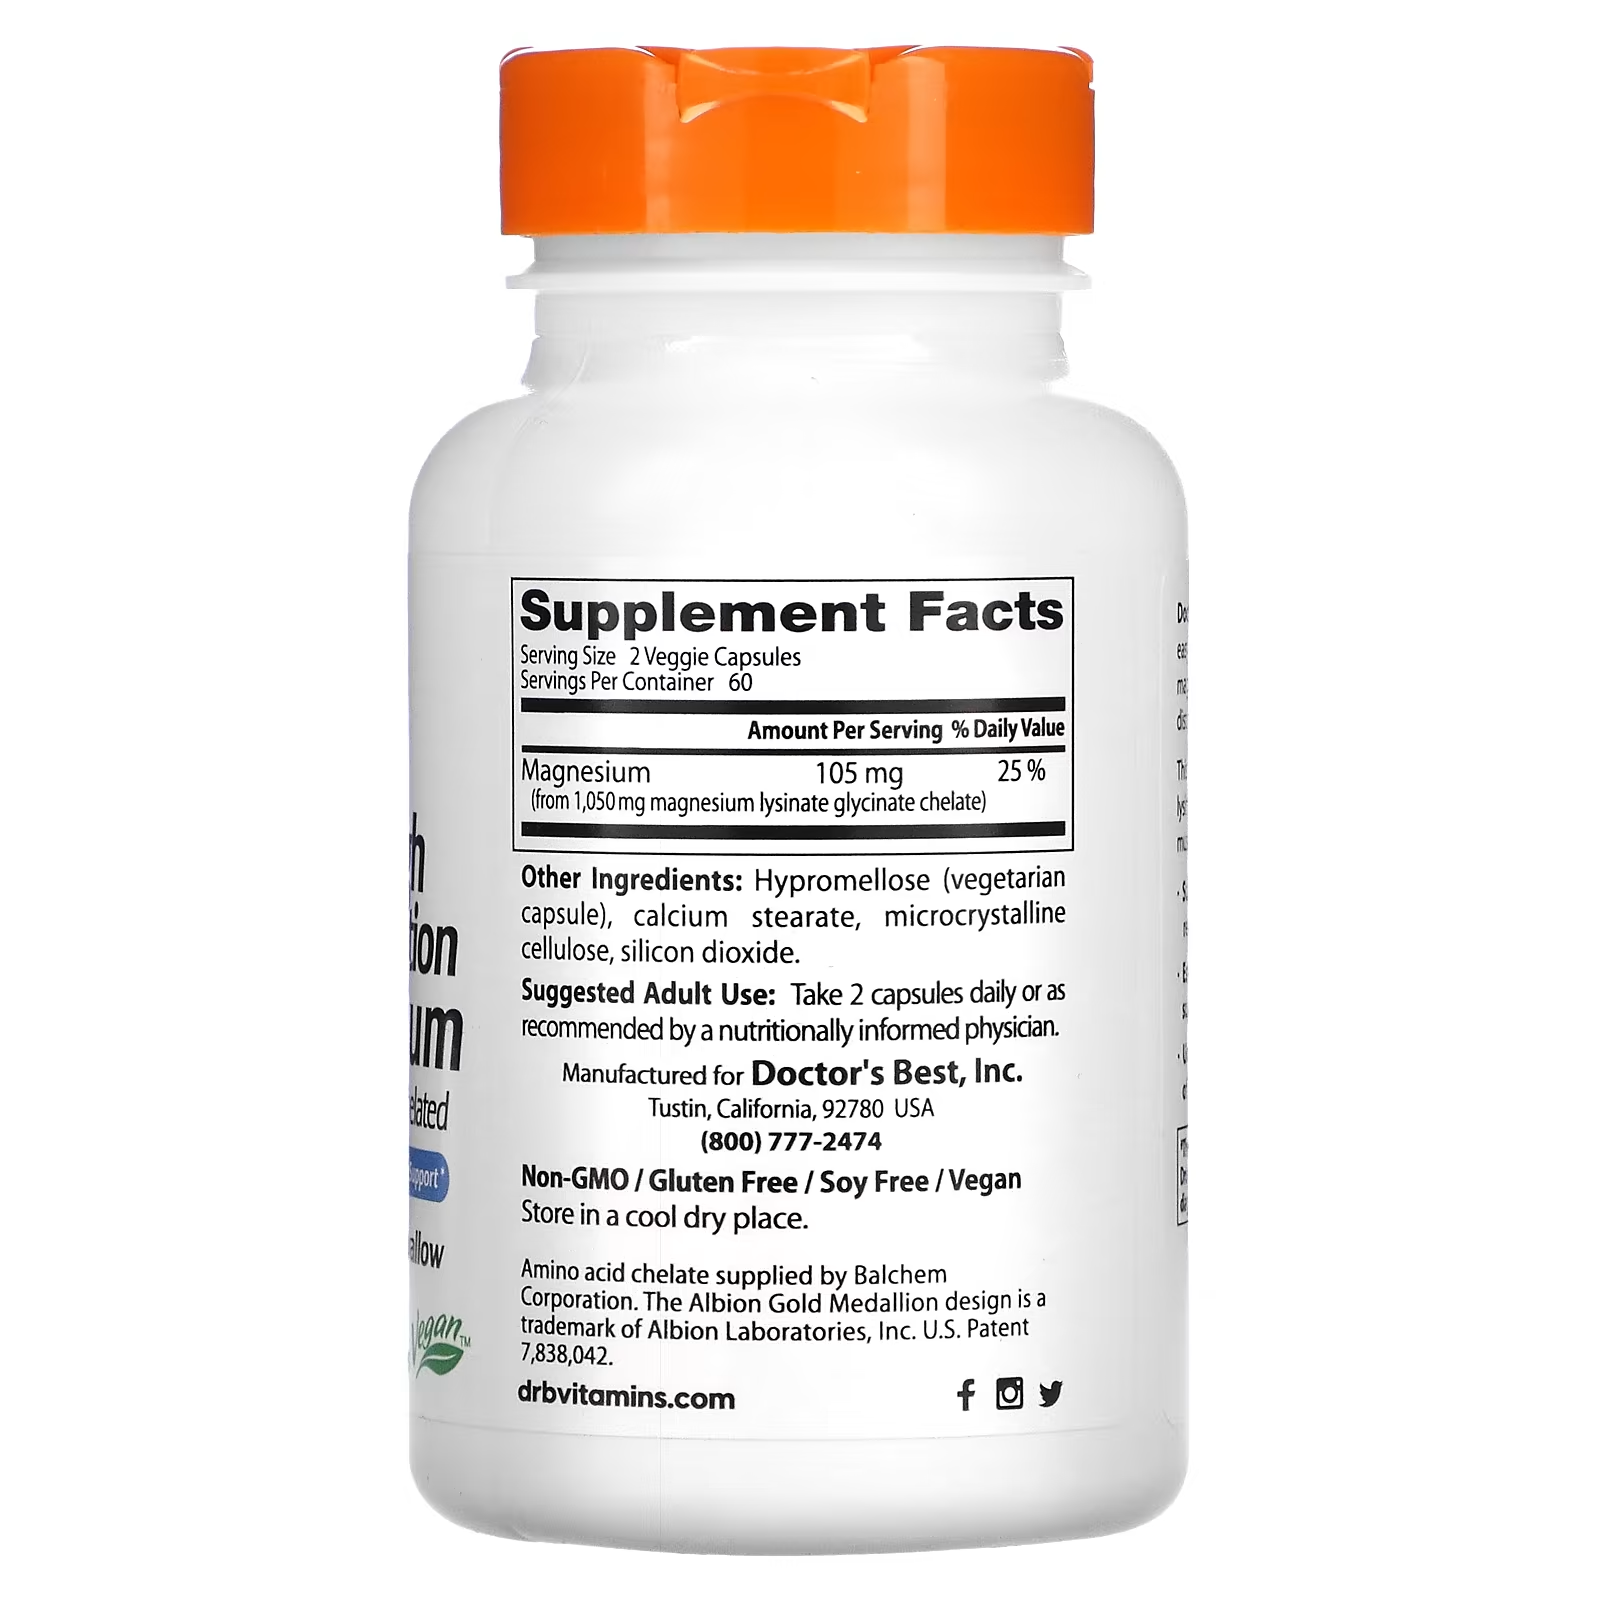 Supplement Facts
Serving Size 2 Veggie Capsules
Servings Per Container 60
Amount Per Serving % Daily Value
Magnesium 105 mg 25 %
(from 1,050 mg magnesium lysinate glycinate chelate)
Other Ingredients: Hypromellose (vegetarian
capsule), calcium stearate, microcrystalline
cellulose, silicon dioxide.
Suggested Adult Use: Take 2 capsules daily or as
recommended by a nutritionally informed physician.
Manufactured for Doctor's Best, Inc.
Tustin, California, 92780 USA
(800) 777-2474
Non-GMO / Gluten Free / Soy Free / Vegan
Store in a cool dry place.
Amino acid chelate supplied by Balchem
Corporation. The Albion Gold Medallion design is a
trademark of Albion Laboratories, Inc. U.S. Patent
7,838,042.
drbvitamins.com
Support*
Vegan™